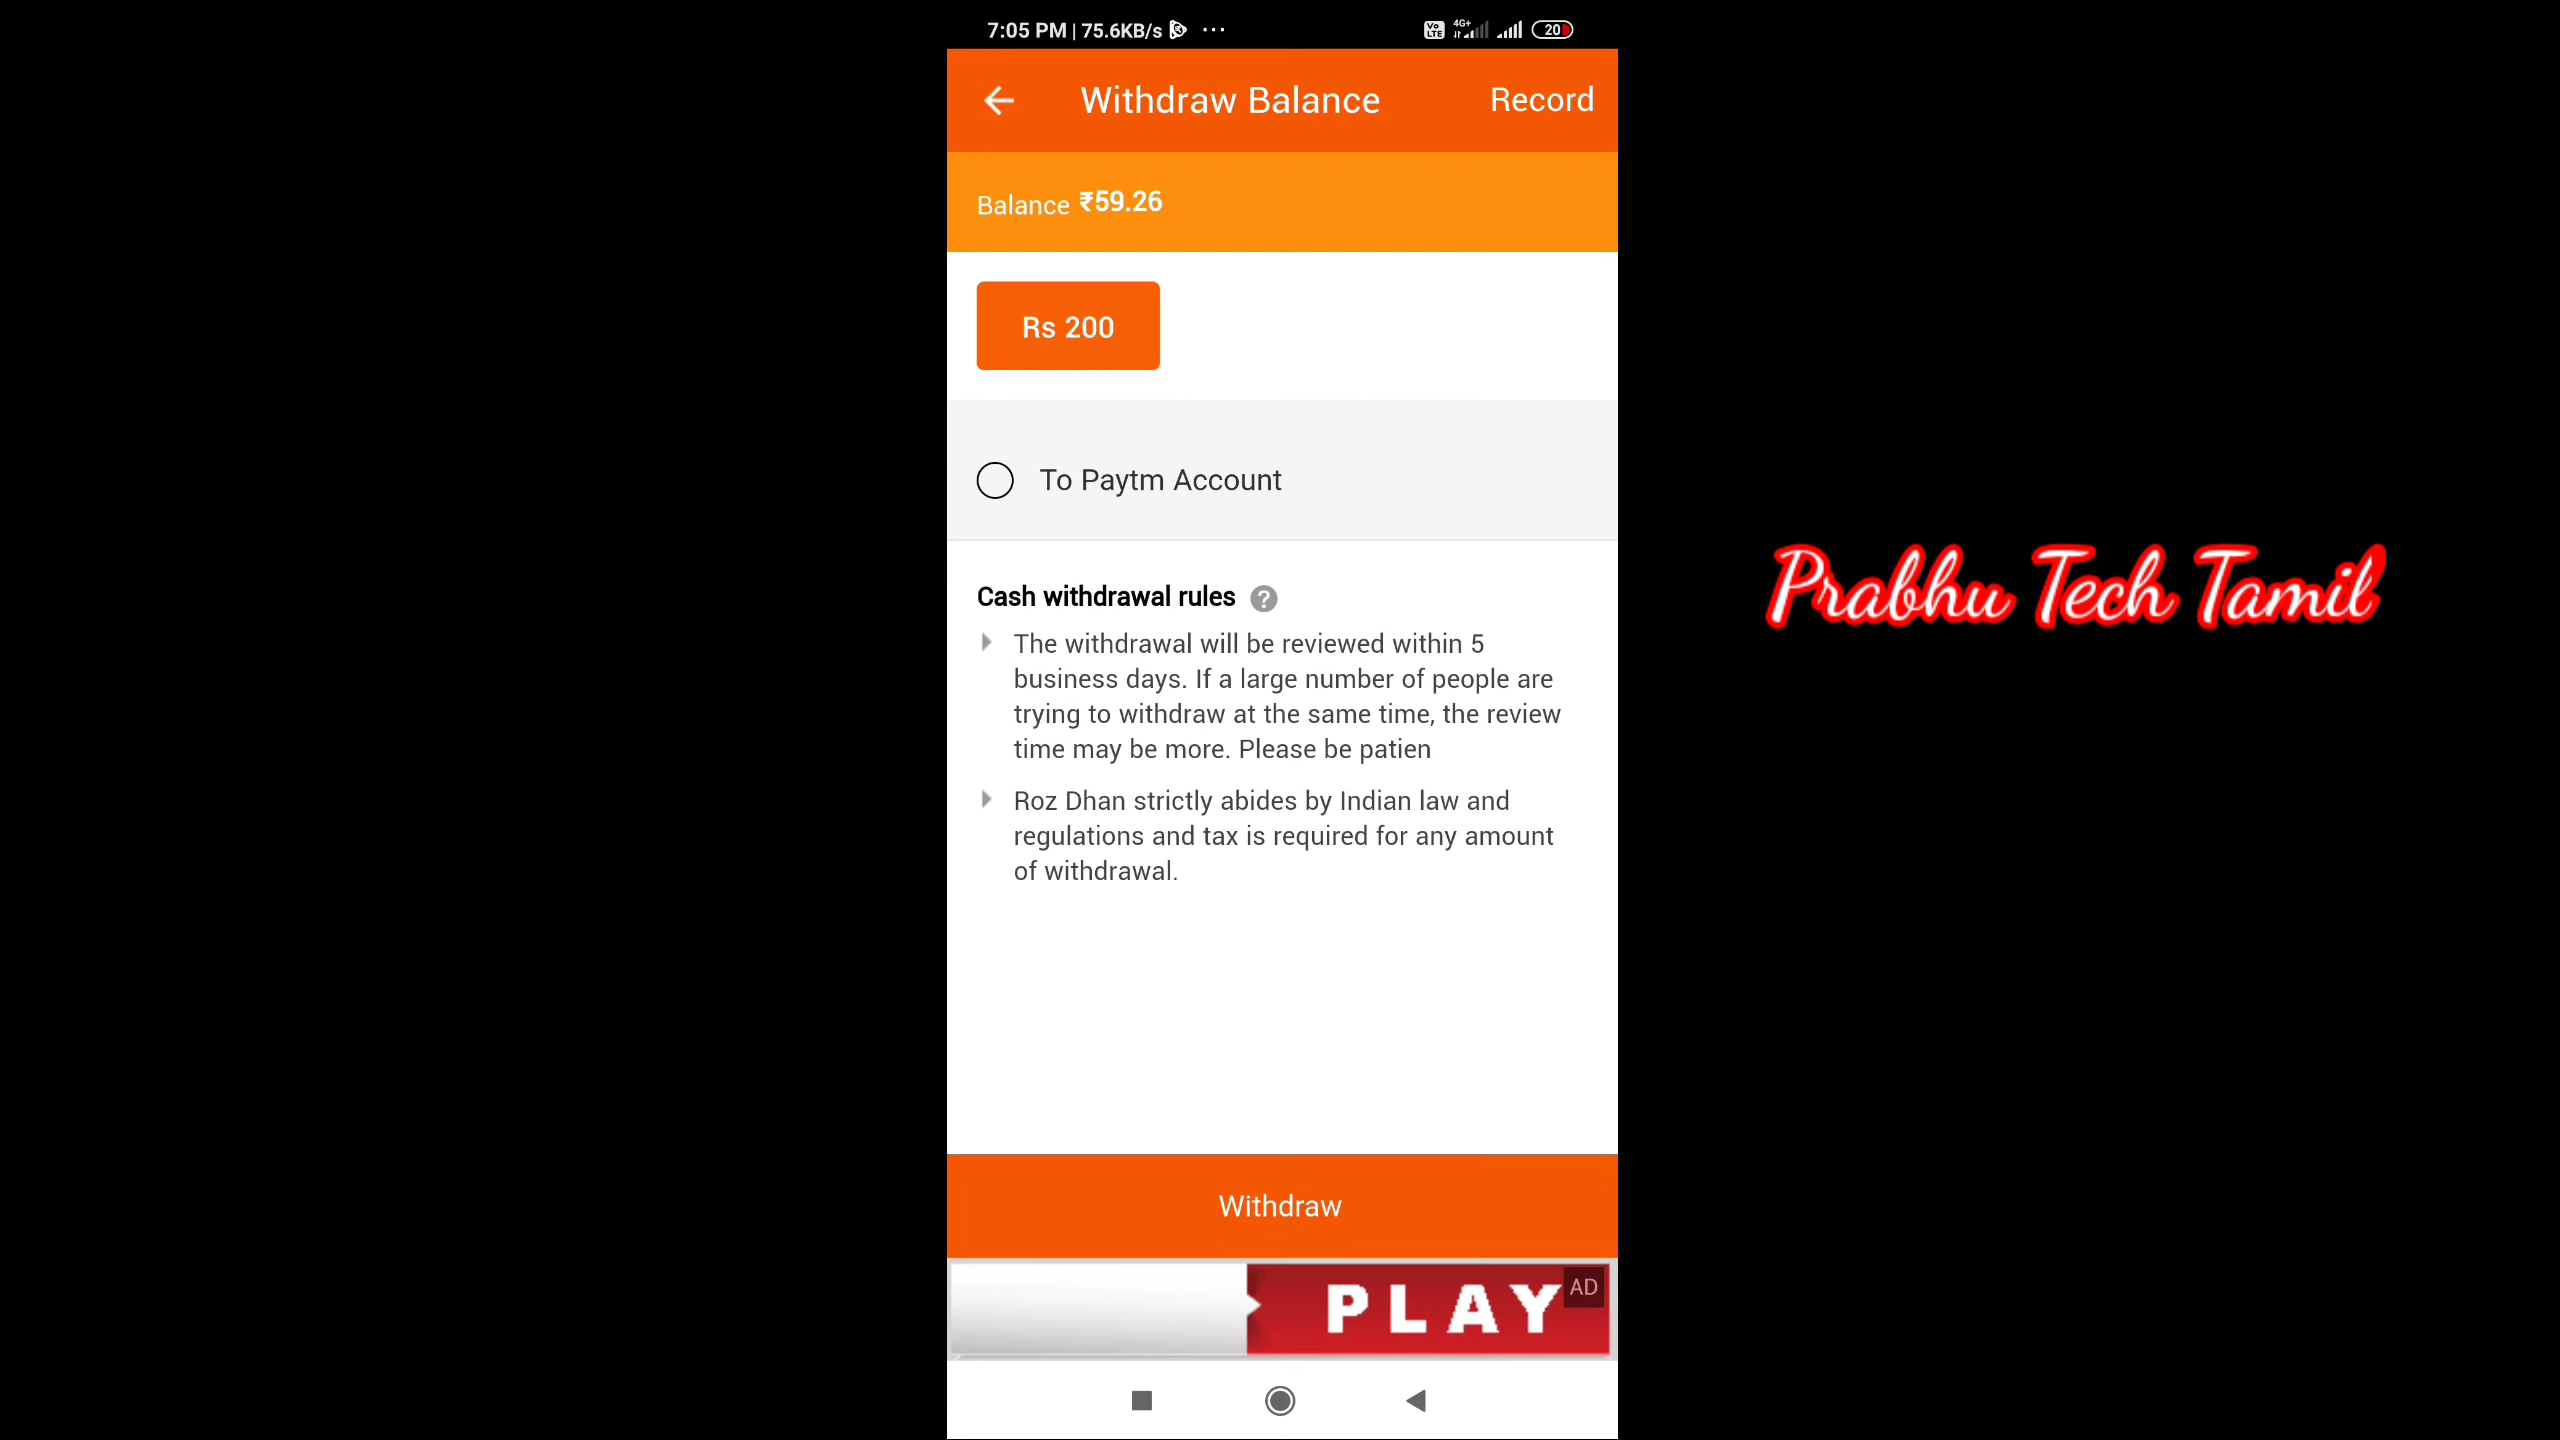 7:05 PM | 75.6KB/s ...
Vo LTE 4G+ 20
Withdraw Balance
Record
Balance ₹59.26
Rs 200
To Paytm Account
Cash withdrawal rules ?
The withdrawal will be reviewed within 5
business days. If a large number of people are
trying to withdraw at the same time, the review
time may be more. Please be patien
Roz Dhan strictly abides by Indian law and
regulations and tax is required for any amount
of withdrawal.
Prabhu Tech Tamil
Withdraw
PLAY
AD